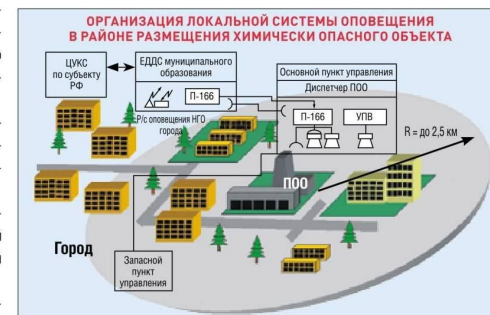 ОРГАНИЗАЦИЯ ЛОКАЛЬНОЙ СИСТЕМЫ ОПОВЕЩЕНИЯ
В РАЙОНЕ РАЗМЕЩЕНИЯ ХИМИЧЕСКИ ОПАСНОГО ОБЪЕКТА
ЦУКС
по субъекту
РФ
ЕДДС муниципального
образования
П-166
Р/с оповещения НГО
города
Основной пункт управления
Диспетчер ПОО
П-166
УПВ
R = до 2,5 км
ПОО
Город
Запасной
пункт
управления